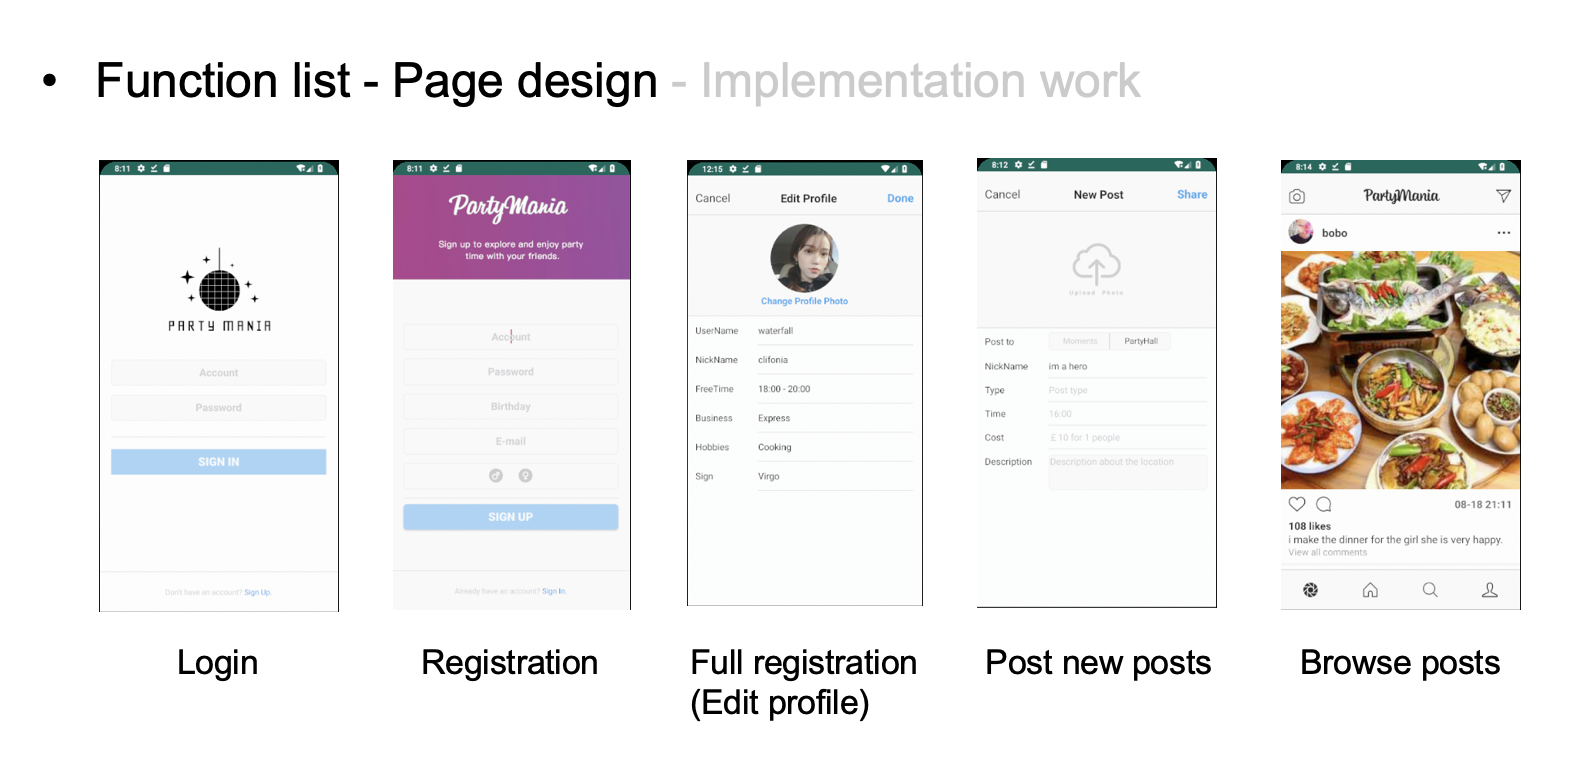 • Function list - Page design - Implementation work
8:11
PARTY MANIA
Account
Password
SIGN IN
Don't have an account? Sign Up.
Login
8:11
PartyMania
Sign up to explore and enjoy party
time with your friends.
Account
Password
Birthday
E-mail
SIGN UP
Already have an account? Sign In.
Registration
12:15
Cancel Edit Profile Done
Change Profile Photo
UserName waterfall
NickName clifonia
FreeTime 18:00 - 20:00
Business Express
Hobbies Cooking
Sign Virgo
Full registration
(Edit profile)
8:12
Cancel New Post Share
Upload Photo
Post to Moments PartyHall
NickName im a hero
Type Post type
Time 16:00
Cost £10 for 1 people
Description Description about the location
Post new posts
8:14
PartyMania
bobo
08-18 21:11
108 likes
i make the dinner for the girl she is very happy.
View all comments
Browse posts